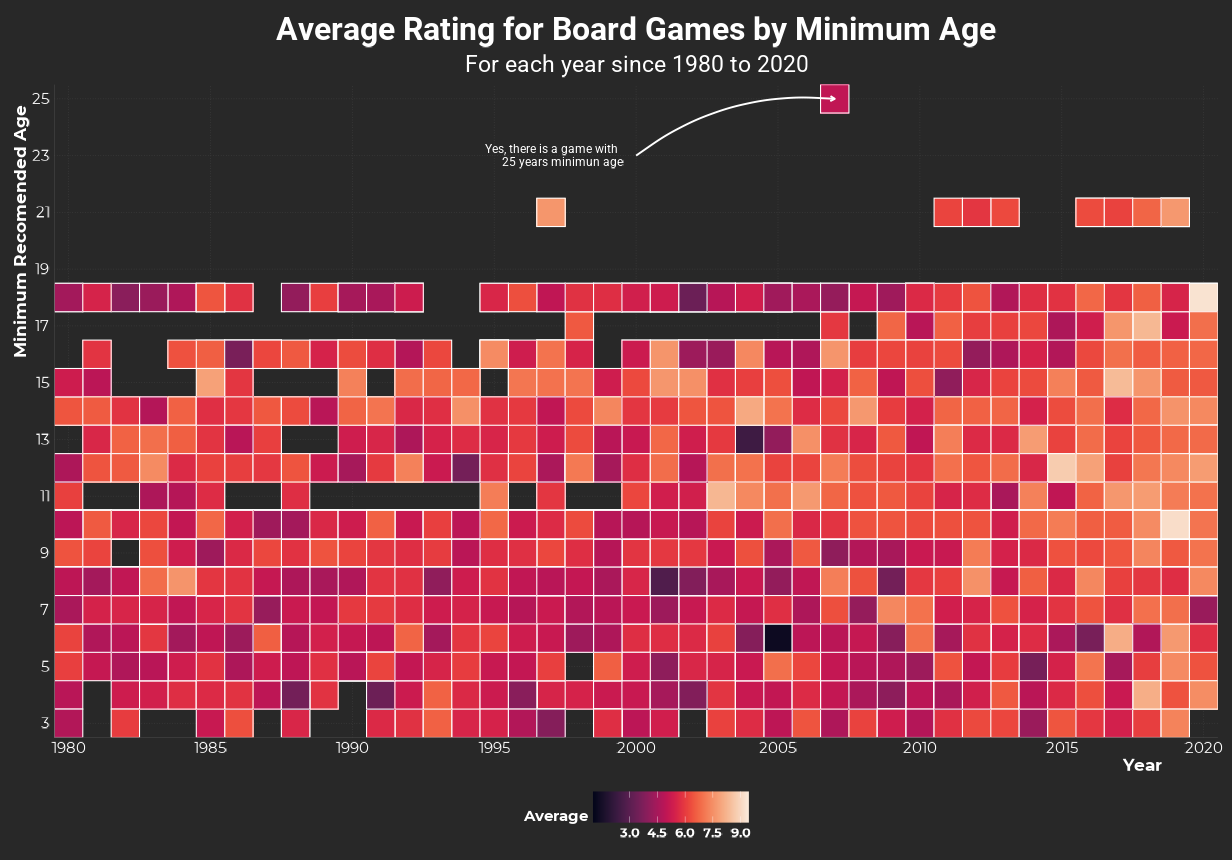 Average Rating for Board Games by Minimum Age
For each year since 1980 to 2020
Minimum Recomended Age
25
23
21
19
17
15
13
11
9
7
5
3
Yes, there is a game with
25 years minimun age
1980 1985 1990 1995 2000 2005 2010 2015 2020
Year
Average
3.0 4.5 6.0 7.5 9.0